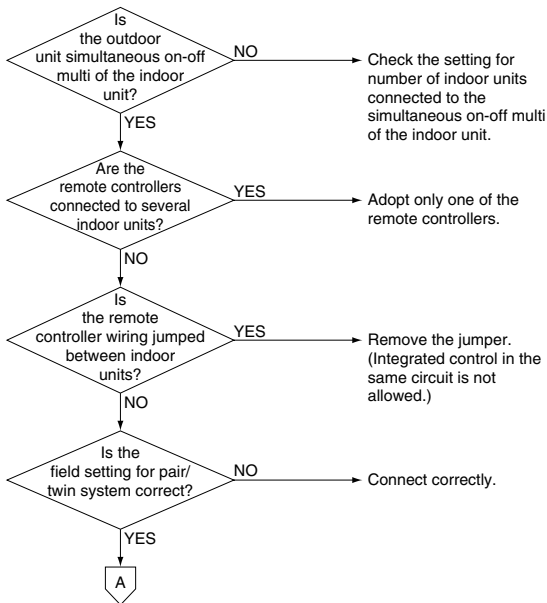 Is
the outdoor
unit simultaneous on-off
multi of the indoor
unit?
NO
Check the setting for
number of indoor units
connected to the
simultaneous on-off multi
of the indoor unit.
YES
Are the
remote controllers
connected to several
indoor units?
YES
Adopt only one of the
remote controllers.
NO
Is
the remote
controller wiring jumped
between indoor
units?
YES
Remove the jumper.
(Integrated control in the
same circuit is not
allowed.)
NO
Is the
field setting for pair/
twin system correct?
NO
Connect correctly.
YES
A